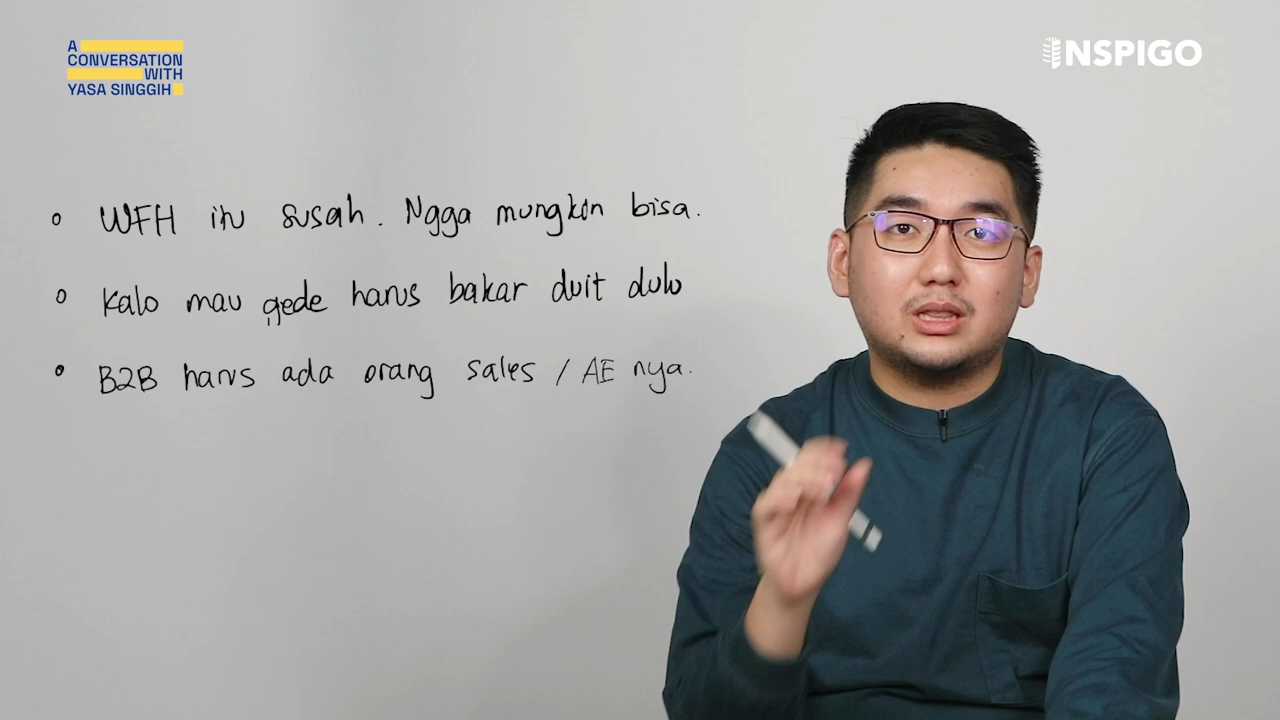 A
CONVERSATION
WITH
YASA SINGGIH
INSPIGO
WFH itu susah. Ngga mungkin bisa.
Kalo mau gede harus bakar duit dulu
B2B harus ada orang sales / AE nya.